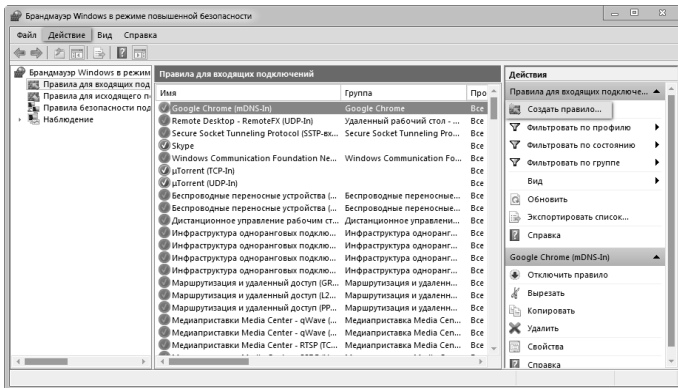 Брандмауэр Windows в режиме повышенной безопасности
Файл Действие Вид Справка
Брандмауэр Windows в режим
Правила для входящих под
Правила для исходящего п
Правила безопасности под
Наблюдение
Правила для входящих подключений
Имя Группа Про
Google Chrome (mDNS-In) Google Chrome Все
Remote Desktop - RemoteFX (UDP-In) Удаленный рабочий стол - ... Все
Secure Socket Tunneling Protocol (SSTP-вх... Secure Socket Tunneling Pro... Все
Skype Все
Windows Communication Foundation Ne... Windows Communication Fo... Все
µTorrent (TCP-In) Все
µTorrent (UDP-In) Все
Беспроводные переносные устройства (... Беспроводные переносные... Все
Беспроводные переносные устройства (... Беспроводные переносные... Все
Дистанционное управление рабочим ст... Дистанционное управлени... Все
Инфраструктура одноранговых подклю... Инфраструктура одноранг... Все
Инфраструктура одноранговых подклю... Инфраструктура одноранг... Все
Инфраструктура одноранговых подклю... Инфраструктура одноранг... Все
Инфраструктура одноранговых подклю... Инфраструктура одноранг... Все
Маршрутизация и удаленный доступ (GR... Маршрутизация и удаленн... Все
Маршрутизация и удаленный доступ (L2... Маршрутизация и удаленн... Все
Маршрутизация и удаленный доступ (PP... Маршрутизация и удаленн... Все
Медиаприставки Media Center - qWave (... Медиаприставка Media Cen... Все
Медиаприставки Media Center - qWave (... Медиаприставка Media Cen... Все
Медиаприставки Media Center - RTSP (TC... Медиаприставка Media Cen... Все
Действия
Правила для входящих подключе...
Создать правило...
Фильтровать по профилю
Фильтровать по состоянию
Фильтровать по группе
Вид
Обновить
Экспортировать список...
Справка
Google Chrome (mDNS-In)
Отключить правило
Вырезать
Копировать
Удалить
Свойства
Справка